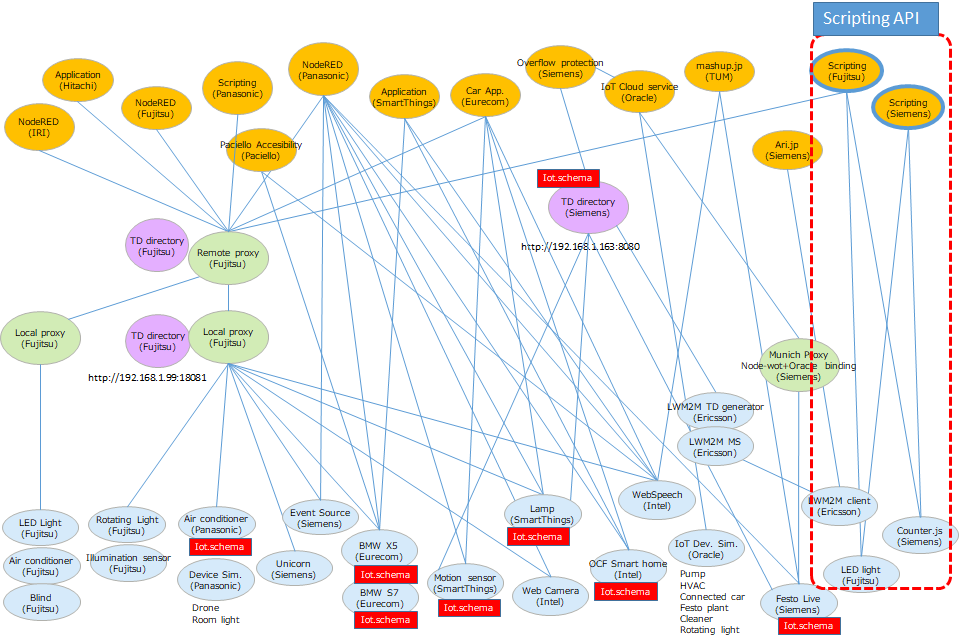 Scripting API
Application
(Hitachi)
NodeRED
(IRI)
NodeRED
(Fujitsu)
Scripting
(Panasonic)
Paciello Accesibility
(Paciello)
NodeRED
(Panasonic)
Application
(SmartThings)
Car App.
(Eurecom)
Overflow protection
(Siemens)
IoT Cloud service
(Oracle)
mashup.jp
(TUM)
Ari.jp
(Siemens)
Scripting
(Fujitsu)
Scripting
(Siemens)
Iot.schema
TD directory
(Siemens)
http://192.168.1.163:8080
TD directory
(Fujitsu)
Remote proxy
(Fujitsu)
Local proxy
(Fujitsu)
TD directory
(Fujitsu)
Local proxy
(Fujitsu)
http://192.168.1.99:18081
Munich Proxy
Node-wot+Oracle binding
(Siemens)
LWM2M TD generator
(Ericsson)
LWM2M MS
(Ericsson)
LED Light
(Fujitsu)
Air conditioner
(Fujitsu)
Blind
(Fujitsu)
Rotating Light
(Fujitsu)
Illumination sensor
(Fujitsu)
Air conditioner
(Panasonic)
Iot.schema
Device Sim.
(Panasonic)
Drone
Room light
Event Source
(Siemens)
Unicorn
(Siemens)
BMW X5
(Eurecom)
Iot.schema
BMW S7
(Eurecom)
Iot.schema
Motion sensor
(SmartThings)
Iot.schema
Lamp
(SmartThings)
Iot.schema
Web Camera
(Intel)
OCF Smart home
(Intel)
Iot.schema
WebSpeech
(Intel)
IoT Dev. Sim.
(Oracle)
Pump
HVAC
Connected car
Festo plant
Cleaner
Rotating light
Festo Live
(Siemens)
Iot.schema
LWM2M client
(Ericsson)
Counter.js
(Siemens)
LED light
(Fujitsu)